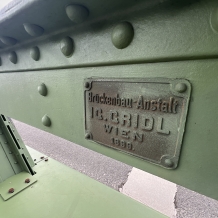 Brückenbau-Anstalt
IG. GRIDL
WIEN